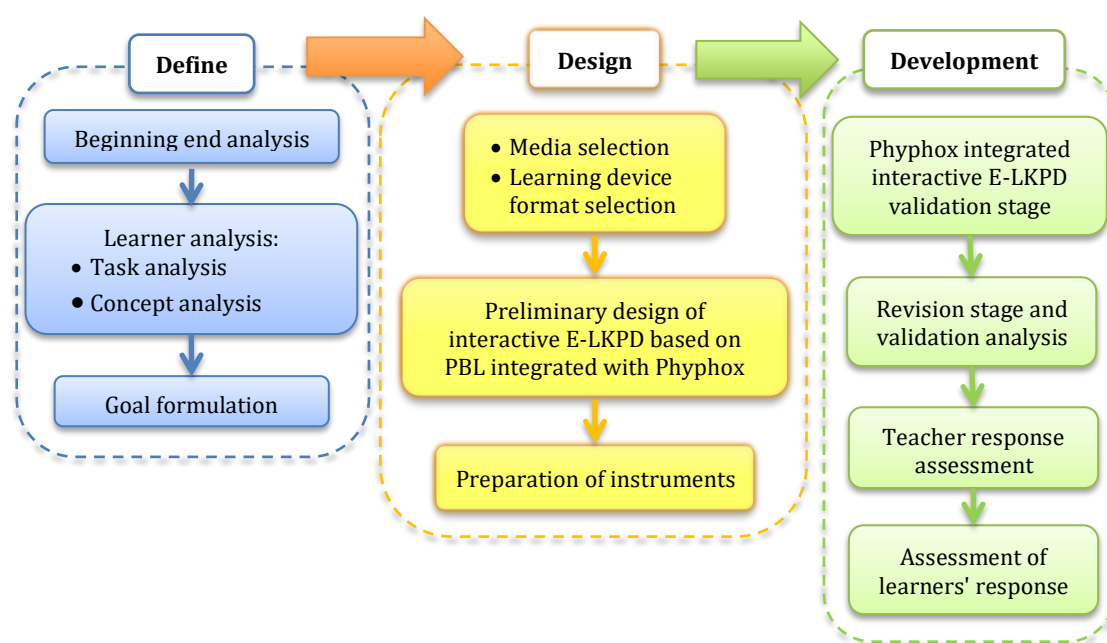 Define
Beginning end analysis
Learner analysis:
• Task analysis
• Concept analysis
Goal formulation
Design
• Media selection
• Learning device
format selection
Preliminary design of
interactive E-LKPD based on
PBL integrated with Phyphox
Preparation of instruments
Development
Phyphox integrated
interactive E-LKPD
validation stage
Revision stage and
validation analysis
Teacher response
assessment
Assessment of
learners' response